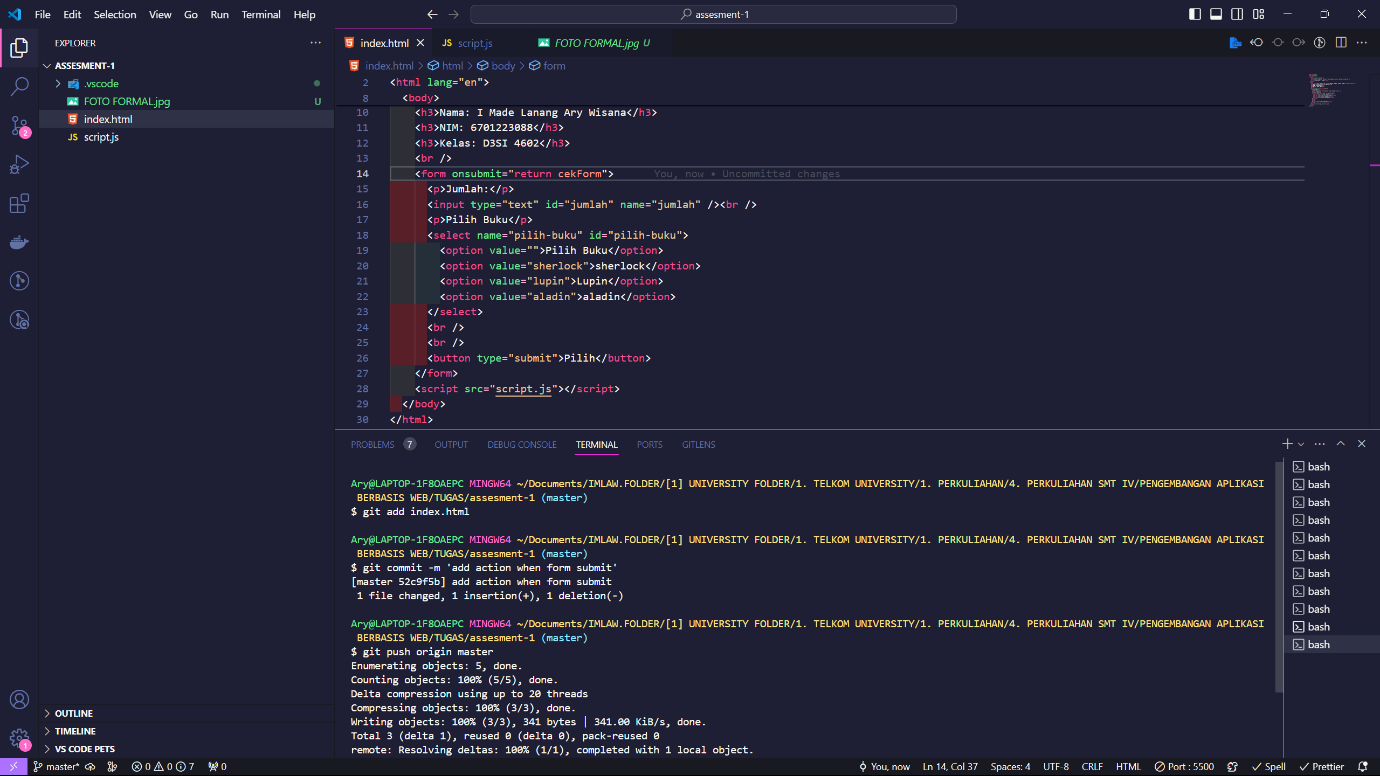 File Edit Selection View Go Run Terminal Help
assesment-1
EXPLORER
ASSESMENT-1
.vscode
FOTO FORMAL.jpg U
index.html
JS script.js
OUTLINE
TIMELINE
VS CODE PETS
2
1
index.html
JS script.js
FOTO FORMAL.jpg U
index.html > html > body > form
2 <html lang="en">
8 <body>
10 <h3>Nama: I Made Lanang Ary Wisana</h3>
11 <h3>NIM: 6701223088</h3>
12 <h3>Kelas: D3SI 4602</h3>
13 <br />
14 <form onsubmit="return cekForm"> You, now • Uncommitted changes
15 <p>Jumlah:</p>
16 <input type="text" id="jumlah" name="jumlah" /><br />
17 <p>Pilih Buku</p>
18 <select name="pilih-buku" id="pilih-buku">
19 <option value="">Pilih Buku</option>
20 <option value="sherlock">sherlock</option>
21 <option value="lupin">Lupin</option>
22 <option value="aladin">aladin</option>
23 </select>
24 <br />
25 <br />
26 <button type="submit">Pilih</button>
27 </form>
28 <script src="script.js"></script>
29 </body>
30 </html>
PROBLEMS 7 OUTPUT DEBUG CONSOLE TERMINAL PORTS GITLENS
Ary@LAPTOP-1F8OAEPC MINGW64 ~/Documents/IMLAW.FOLDER/[1] UNIVERSITY FOLDER/1. TELKOM UNIVERSITY/1. PERKULIAHAN/4. PERKULIAHAN SMT IV/PENGEMBANGAN APLIKASI
BERBASIS WEB/TUGAS/assesment-1 (master)
$ git add index.html
Ary@LAPTOP-1F8OAEPC MINGW64 ~/Documents/IMLAW.FOLDER/[1] UNIVERSITY FOLDER/1. TELKOM UNIVERSITY/1. PERKULIAHAN/4. PERKULIAHAN SMT IV/PENGEMBANGAN APLIKASI
BERBASIS WEB/TUGAS/assesment-1 (master)
$ git commit -m 'add action when form submit'
[master 52c9f5b] add action when form submit
1 file changed, 1 insertion(+), 1 deletion(-)
Ary@LAPTOP-1F8OAEPC MINGW64 ~/Documents/IMLAW.FOLDER/[1] UNIVERSITY FOLDER/1. TELKOM UNIVERSITY/1. PERKULIAHAN/4. PERKULIAHAN SMT IV/PENGEMBANGAN APLIKASI
BERBASIS WEB/TUGAS/assesment-1 (master)
$ git push origin master
Enumerating objects: 5, done.
Counting objects: 100% (5/5), done.
Delta compression using up to 20 threads
Compressing objects: 100% (3/3), done.
Writing objects: 100% (3/3), 341 bytes | 341.00 KiB/s, done.
Total 3 (delta 1), reused 0 (delta 0), pack-reused 0
remote: Resolving deltas: 100% (1/1), completed with 1 local object.
bash
bash
bash
bash
bash
bash
bash
bash
bash
bash
bash
master* 0 0 7 0 You, now Ln 14, Col 37 Spaces: 4 UTF-8 CRLF HTML Port : 5500 Spell Prettier